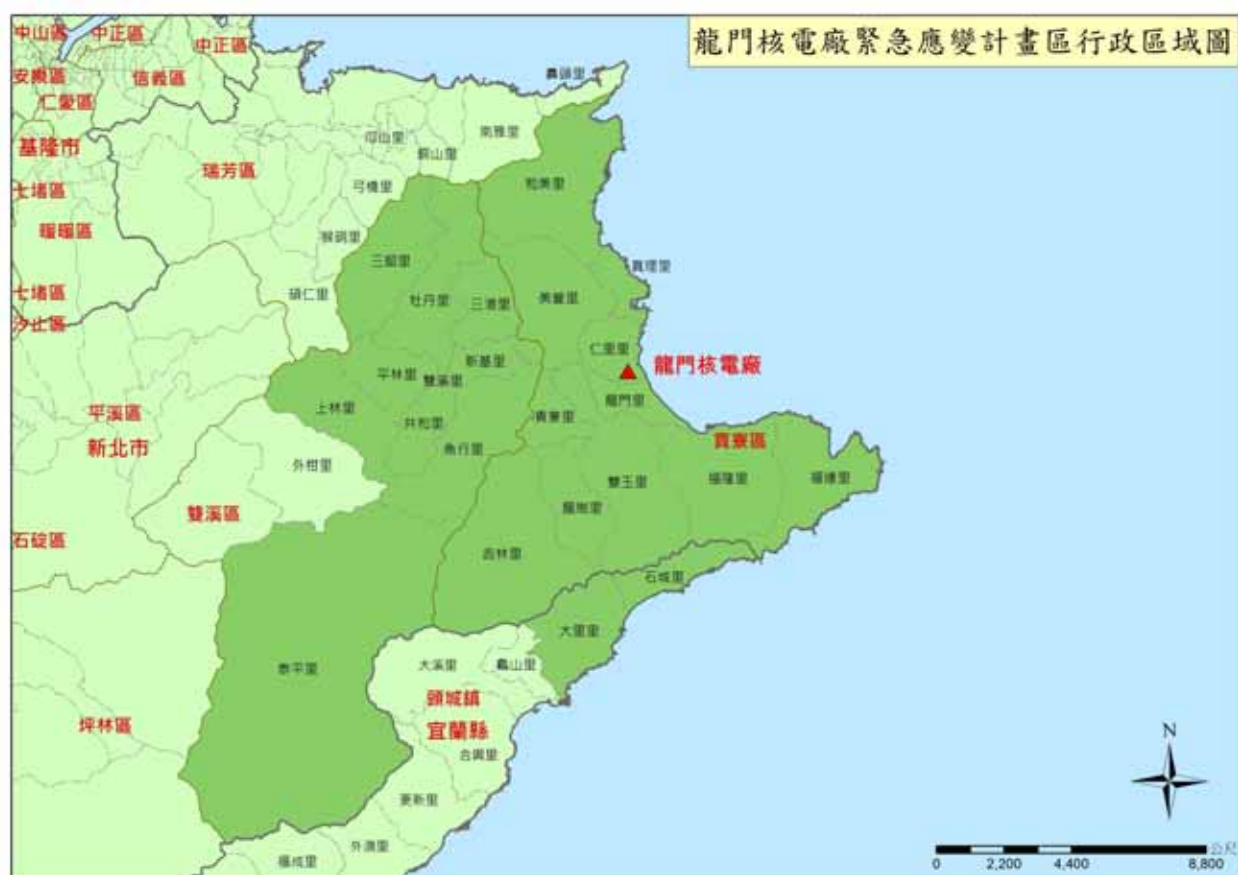 龍門核電廠緊急應變計畫區行政區域圖
中山區
中正區
中正區
安樂區
信義區
仁愛區
基隆市
七堵區
暖暖區
七堵區
汐止區
瑞芳區
鼻頭里
南雅里
銅山里
弓橋里
猴硐里
碩仁里
和美里
真理里
三貂里
牡丹里
三港里
美豐里
仁里里
龍門核電廠
平林里
雙溪里
新基里
上林里
共和里
魚行里
貢寮里
龍門里
貢寮區
平溪區
新北市
外柑里
雙溪區
雙玉里
福隆里
福連里
龍崗里
石碇區
吉林里
石城里
大里里
泰平里
大溪里
龜山里
頭城鎮
宜蘭縣
合興里
坪林區
更新里
外澳里
福成里
N
公尺
0
2,200
4,400
8,800